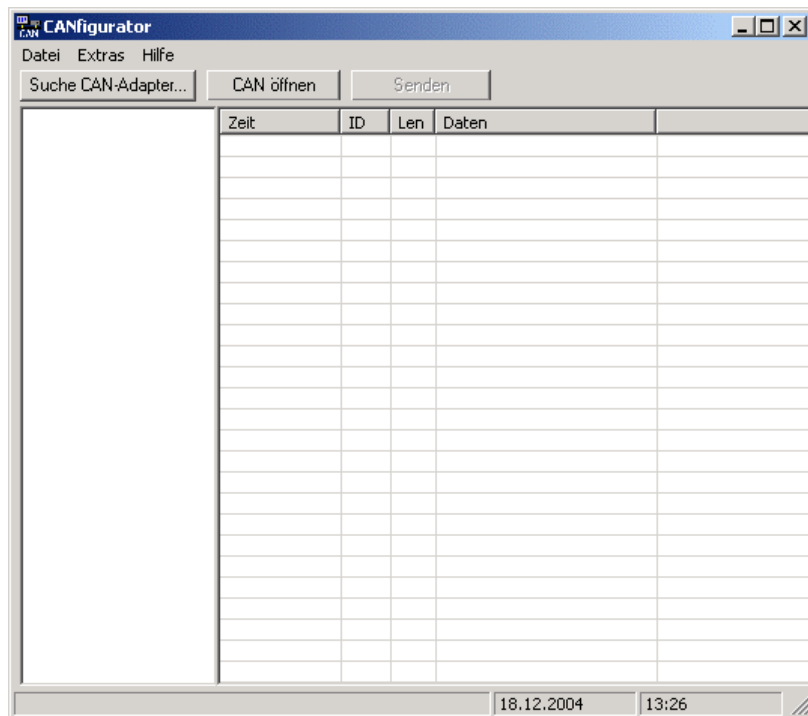 CANfigurator
Datei Extras Hilfe
Suche CAN-Adapter... CAN öffnen Senden
Zeit ID Len Daten
18.12.2004 13:26